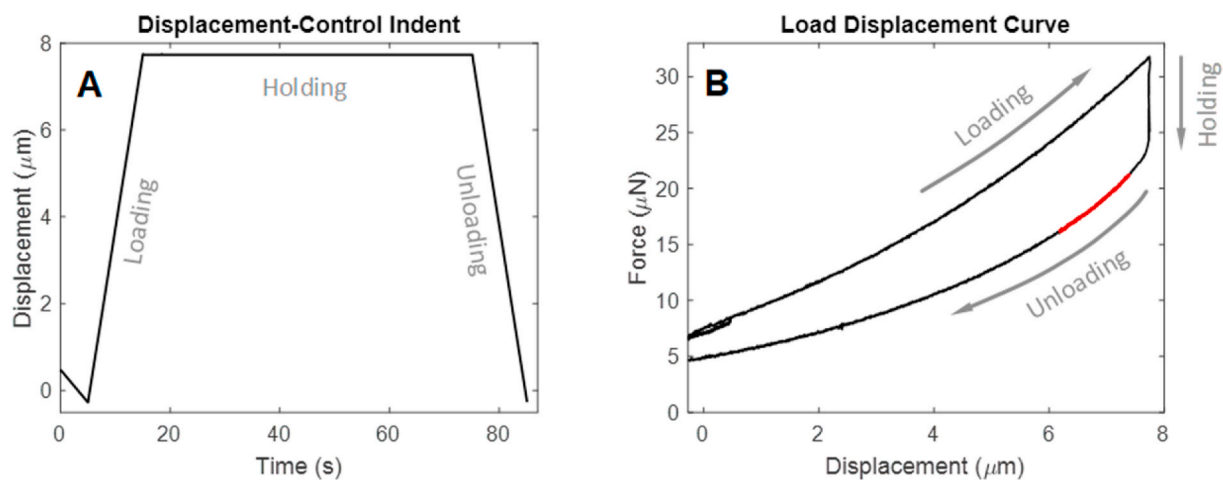 Displacement-Control Indent
A
Holding
Loading
Unloading
Displacement (μm)
8
6
4
2
0
0
20
40
60
80
Time (s)
Load Displacement Curve
B
Loading
Holding
Unloading
Force (μN)
30
25
20
15
10
5
0
0
2
4
6
8
Displacement (μm)